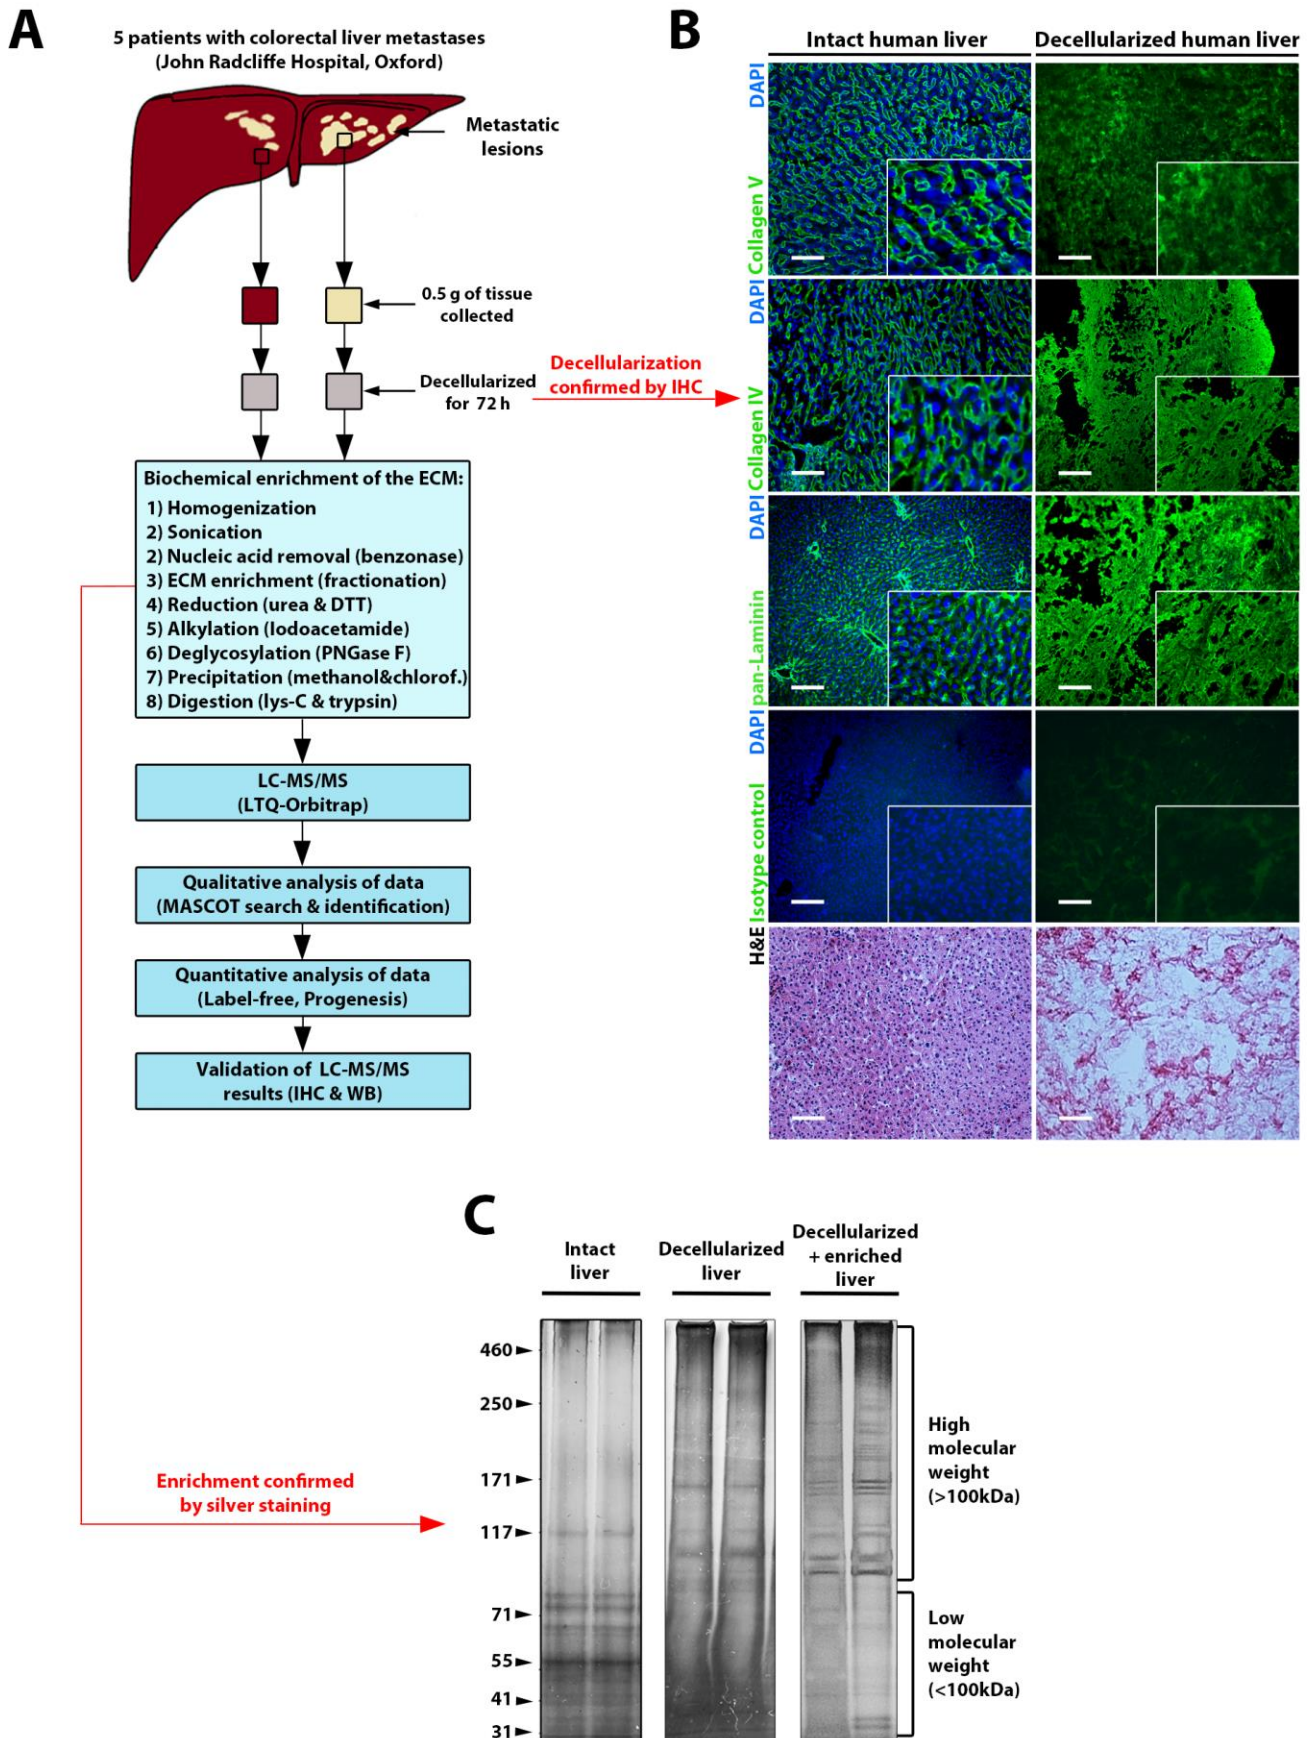 A
5 patients with colorectal liver metastases
(John Radcliffe Hospital, Oxford)
Metastatic
lesions
0.5 g of tissue
collected
Decellularized
for 72 h
Decellularization
confirmed by IHC
Biochemical enrichment of the ECM:
1) Homogenization
2) Sonication
2) Nucleic acid removal (benzonase)
3) ECM enrichment (fractionation)
4) Reduction (urea & DTT)
5) Alkylation (Iodoacetamide)
6) Deglycosylation (PNGase F)
7) Precipitation (methanol&chlorof.)
8) Digestion (lys-C & trypsin)
LC-MS/MS
(LTQ-Orbitrap)
Qualitative analysis of data
(MASCOT search & identification)
Quantitative analysis of data
(Label-free, Progenesis)
Validation of LC-MS/MS
results (IHC & WB)
Enrichment confirmed
by silver staining
B
Intact human liver
Decellularized human liver
Collagen V DAPI
Collagen IV DAPI
pan-Laminin DAPI
Isotype control DAPI
H&E
C
Intact
liver
Decellularized
liver
Decellularized
+ enriched
liver
460
250
171
117
71
55
41
31
High
molecular
weight
(>100kDa)
Low
molecular
weight
(<100kDa)